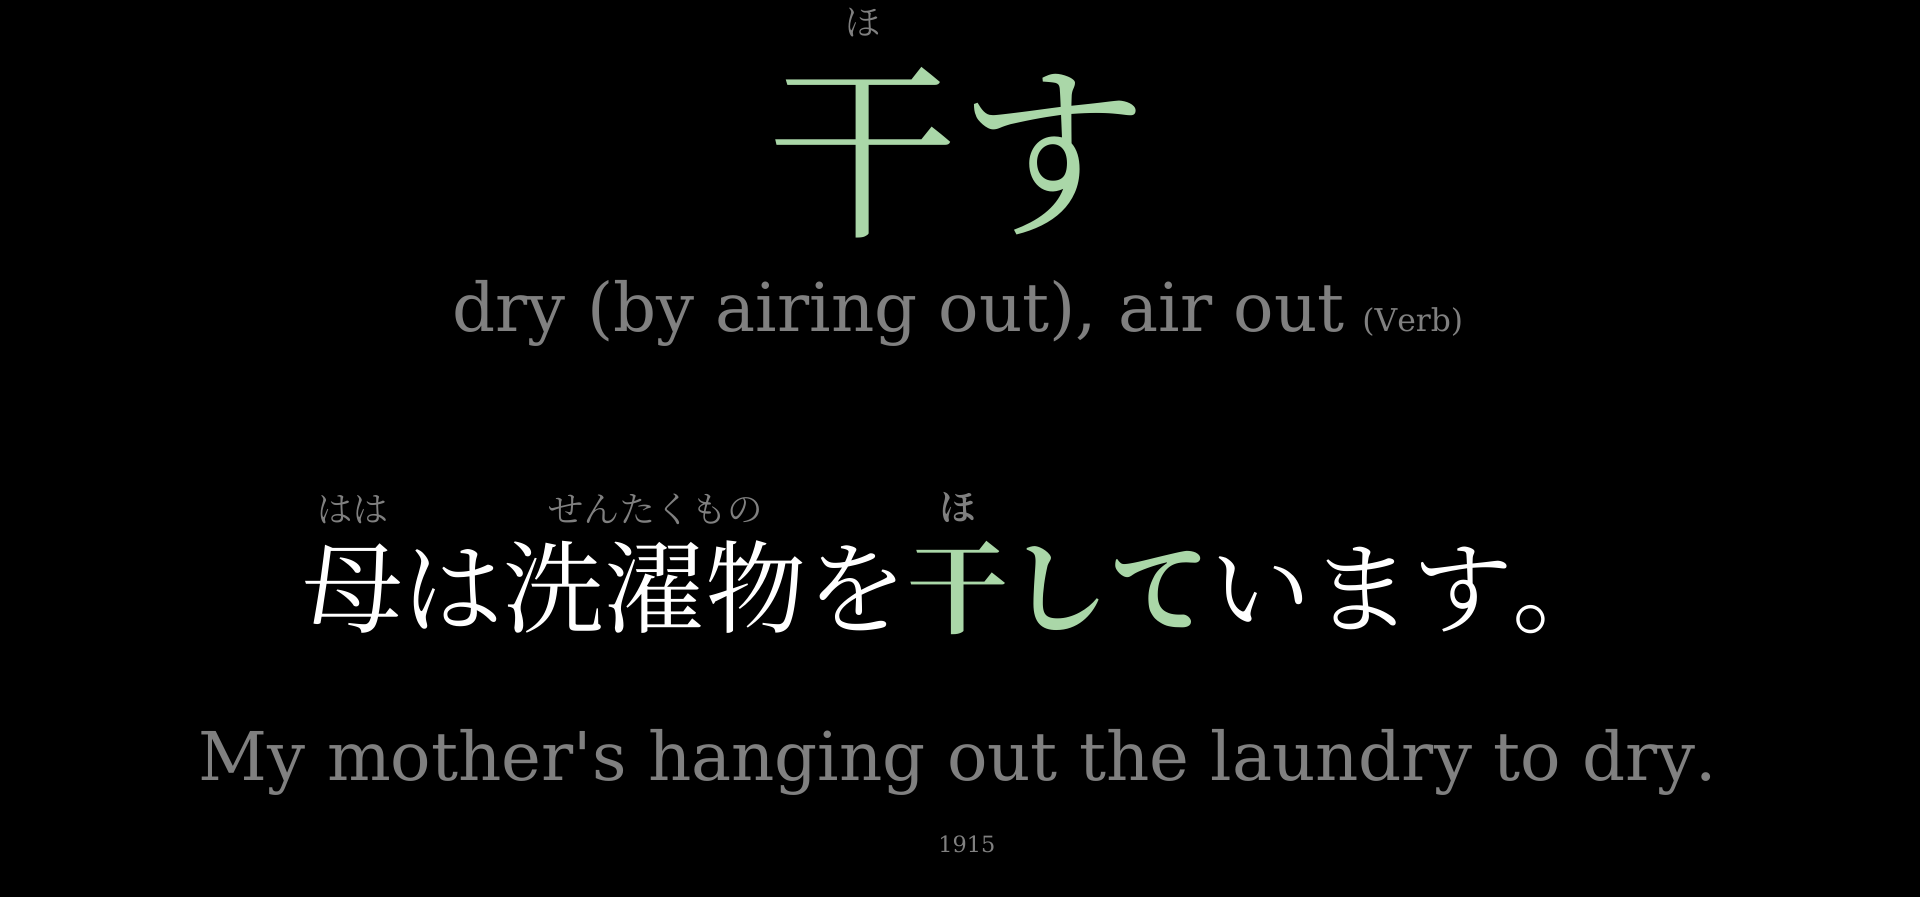 ほ
干す
dry (by airing out), air out (Verb)
はは せんたくもの ほ
母は洗濯物を干しています。
My mother's hanging out the laundry to dry.
1915